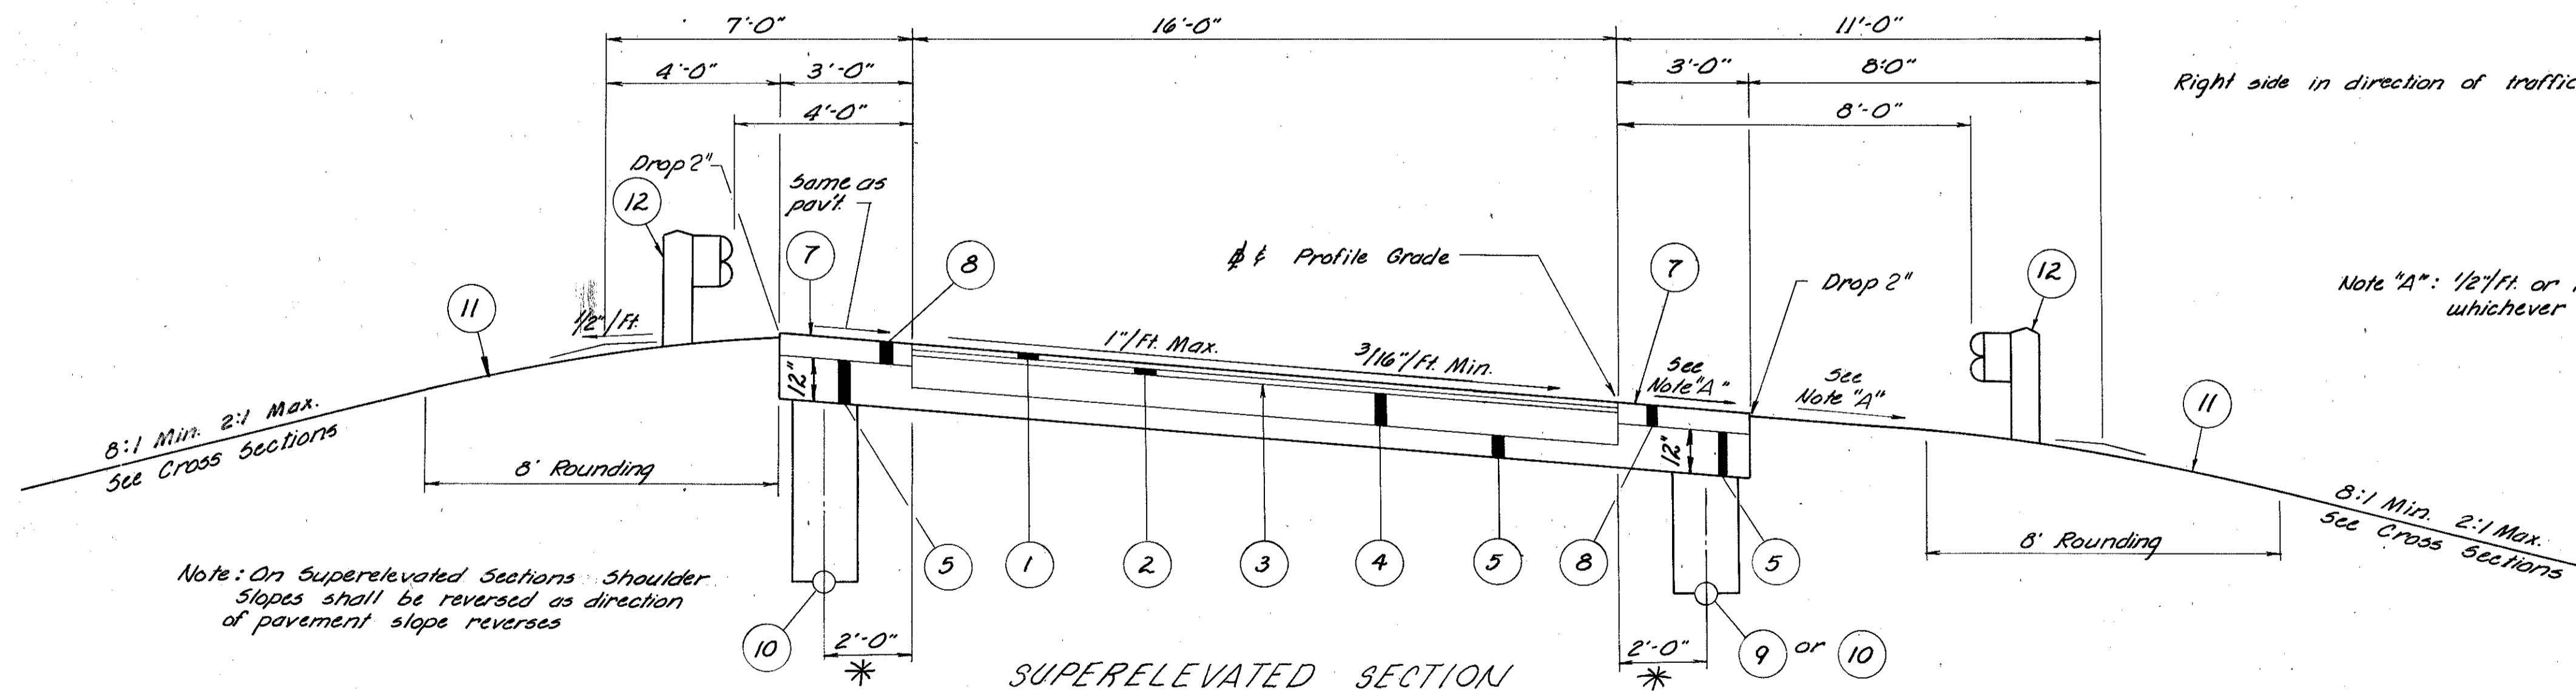 7'-0" 16'-0" 11'-0"
4'-0" 3'-0" 3'-0" 8'-0"
Right side in direction of traffic
4'-0" 8'-0"
Drop 2"
Same as
pav't.
12
7
8
Profile Grade
7
Drop 2"
12
Note "A": 1/2"/Ft. or
whichever
11
1/2"/Ft.
1"/Ft. Max.
3/16"/Ft. Min.
See
Note "A"
See
Note "A"
11
12"
12"
8:1 Min. 2:1 Max.
See Cross Sections
8' Rounding
8:1 Min. 2:1 Max.
See Cross Sections
8' Rounding
5 1 2 3 4 5 8 5
Note: On Superelevated Sections Shoulder
Slopes shall be reversed as direction
of pavement slope reverses
10
2'-0"
*
2'-0"
*
9 or 10
SUPERELEVATED SECTION